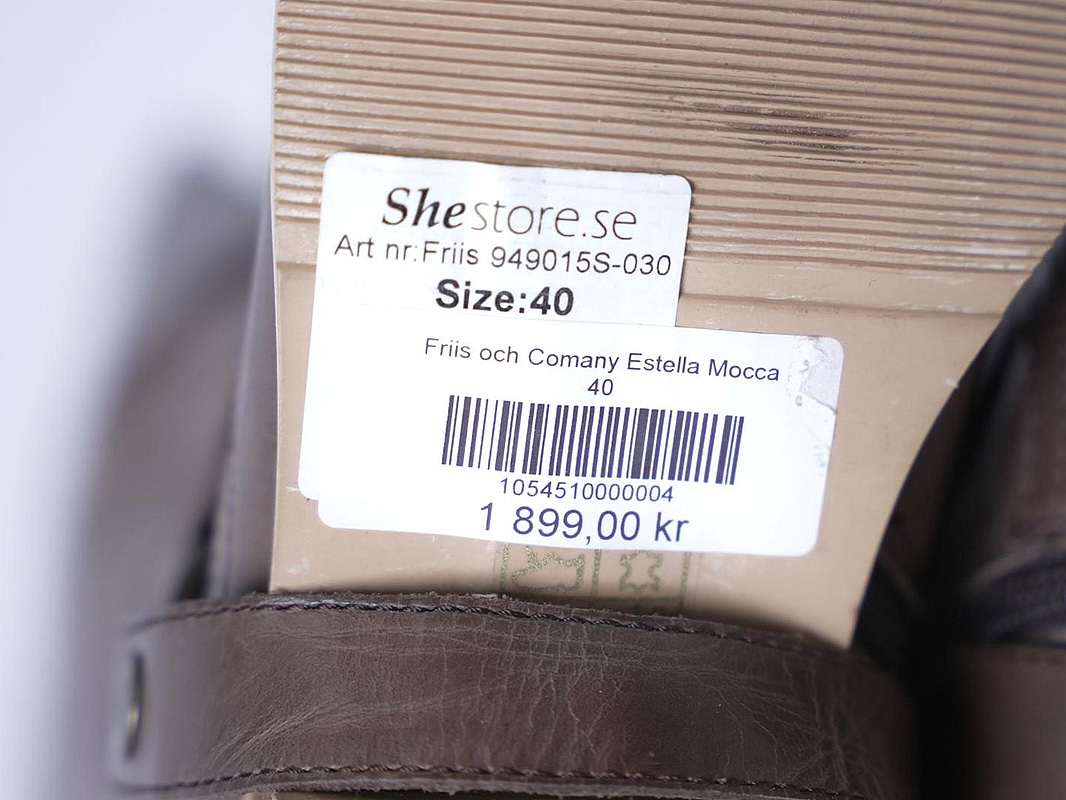 Shestore.se
Art nr:Friis 949015S-030
Size:40
Friis och Comany Estella Mocca
40
1054510000004
1 899,00 kr